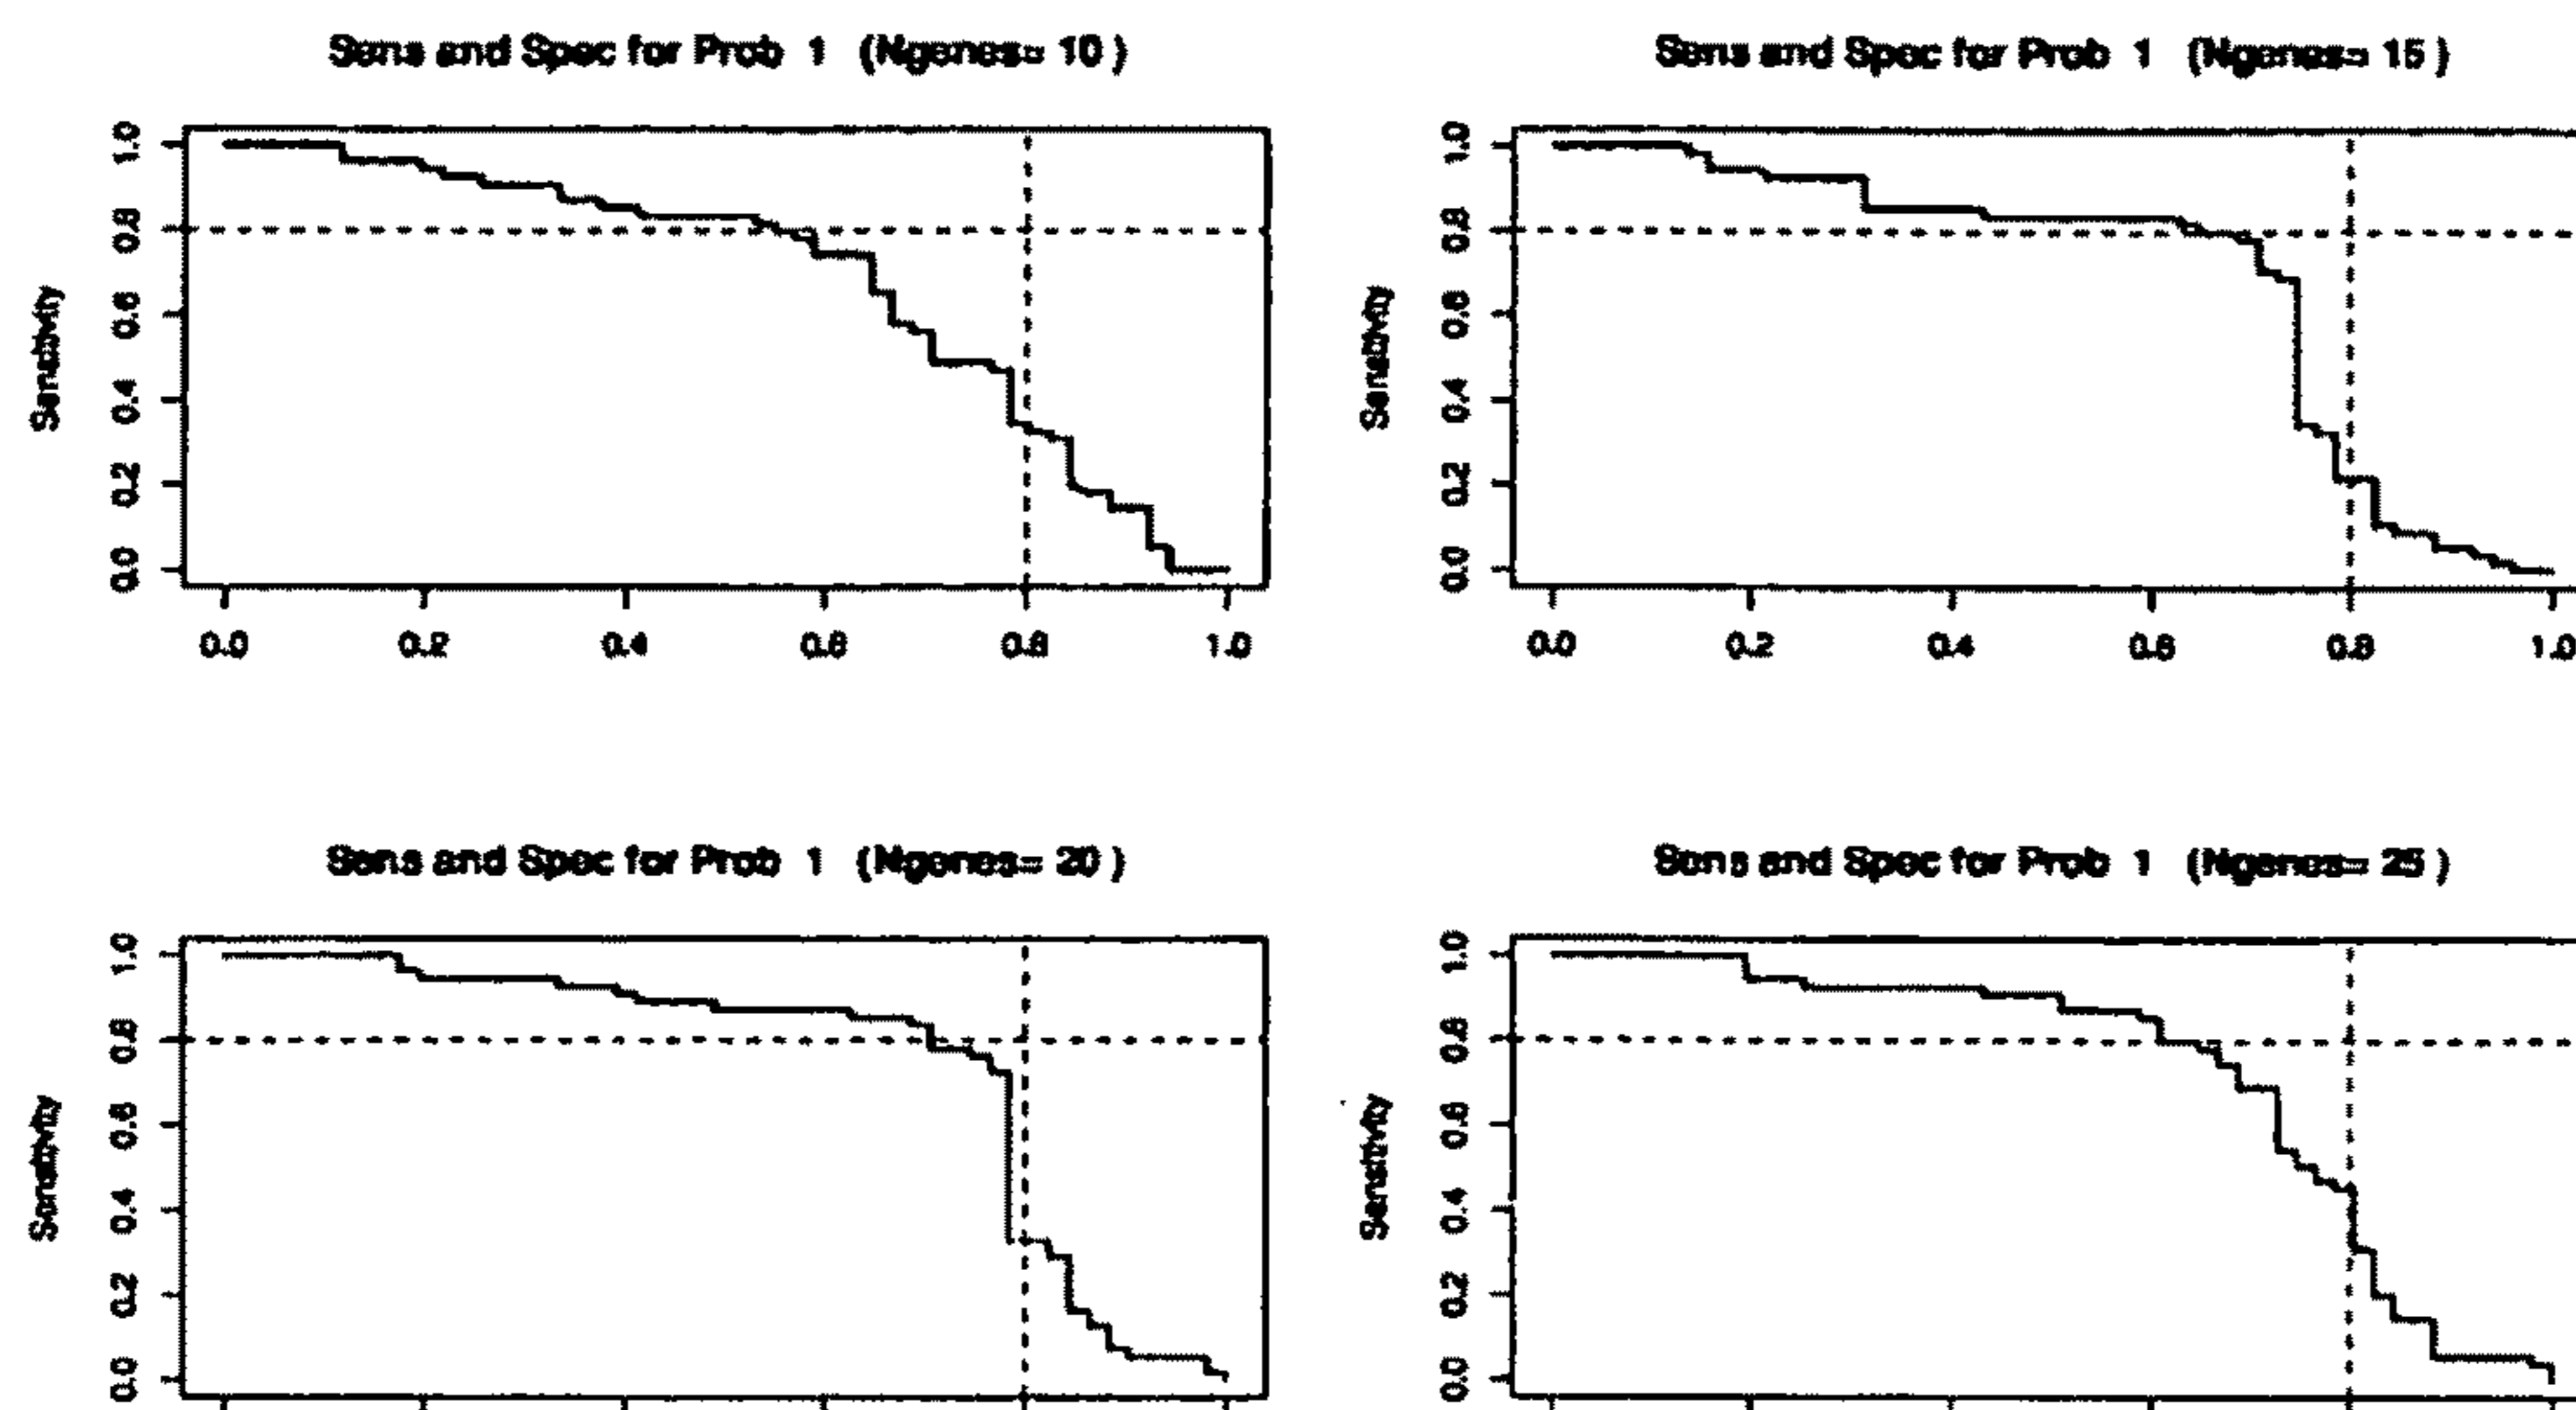 Sens and Spec for Prob 1 (Ngenes= 10 )
Sensitivity
0.0 0.2 0.4 0.6 0.8 1.0
0.0 0.2 0.4 0.6 0.8 1.0
Sens and Spec for Prob 1 (Ngenes= 15 )
Sensitivity
0.0 0.2 0.4 0.6 0.8 1.0
0.0 0.2 0.4 0.6 0.8 1.0
Sens and Spec for Prob 1 (Ngenes= 20 )
Sensitivity
0.0 0.2 0.4 0.6 0.8 1.0
Sens and Spec for Prob 1 (Ngenes= 25 )
Sensitivity
0.0 0.2 0.4 0.6 0.8 1.0